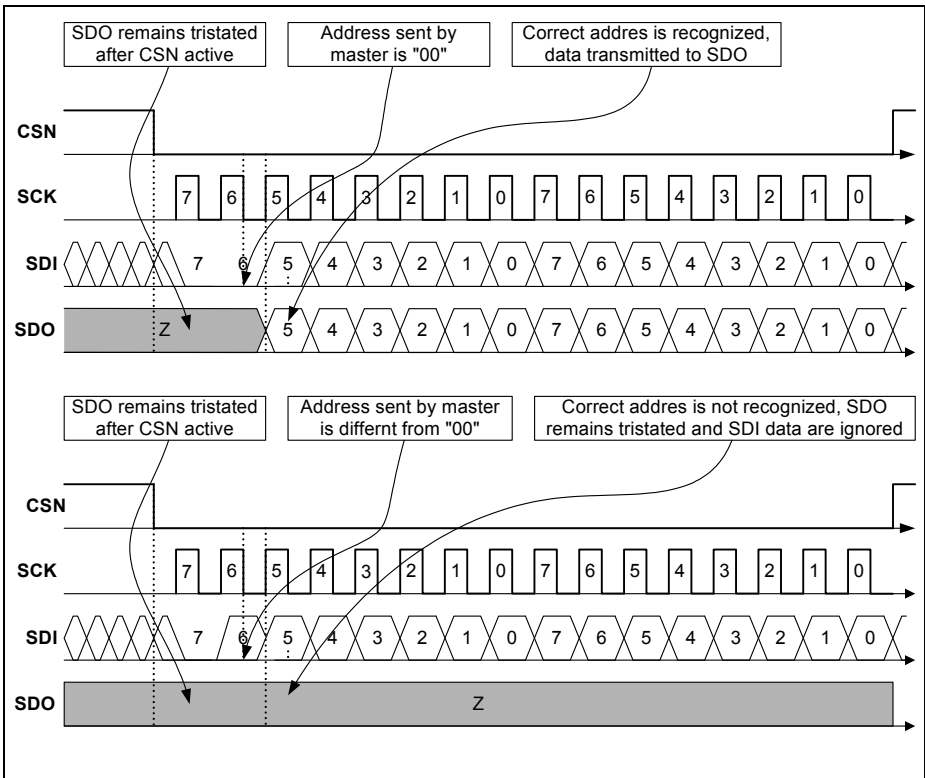 SDO remains tristated
after CSN active
Address sent by
master is "00"
Correct addres is recognized,
data transmitted to SDO
CSN
SCK 7 6 5 4 3 2 1 0 7 6 5 4 3 2 1 0
SDI 7 6 5 4 3 2 1 0 7 6 5 4 3 2 1 0
SDO Z 5 4 3 2 1 0 7 6 5 4 3 2 1 0
SDO remains tristated
after CSN active
Address sent by master
is differnt from "00"
Correct addres is not recognized, SDO
remains tristated and SDI data are ignored
CSN
SCK 7 6 5 4 3 2 1 0 7 6 5 4 3 2 1 0
SDI 7 6 5 4 3 2 1 0 7 6 5 4 3 2 1 0
SDO Z